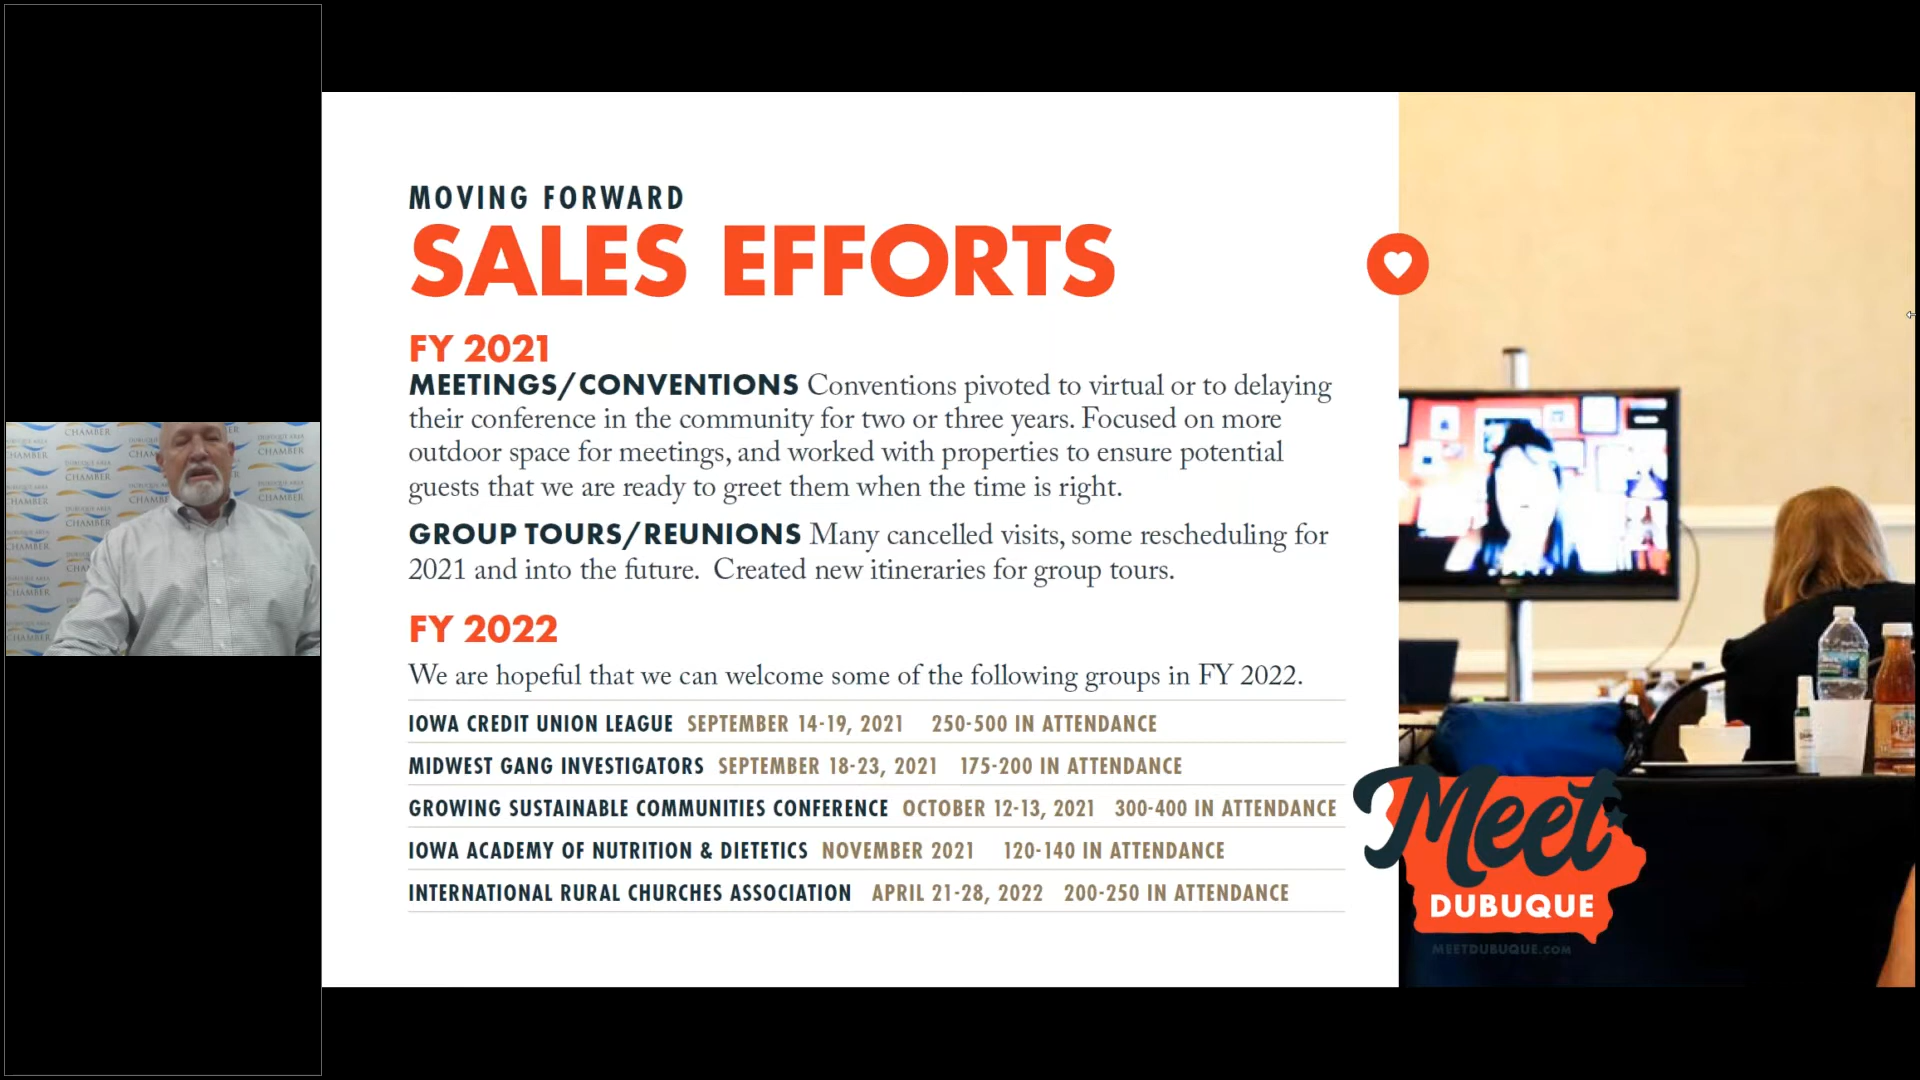 MOVING FORWARD
SALES EFFORTS
FY 2021
MEETINGS/CONVENTIONS Conventions pivoted to virtual or to delaying
their conference in the community for two or three years. Focused on more
outdoor space for meetings, and worked with properties to ensure potential
guests that we are ready to greet them when the time is right.
GROUP TOURS/REUNIONS Many cancelled visits, some rescheduling for
2021 and into the future. Created new itineraries for group tours.
FY 2022
We are hopeful that we can welcome some of the following groups in FY 2022.
IOWA CREDIT UNION LEAGUE SEPTEMBER 14-19, 2021 250-500 IN ATTENDANCE
MIDWEST GANG INVESTIGATORS SEPTEMBER 18-23, 2021 175-200 IN ATTENDANCE
GROWING SUSTAINABLE COMMUNITIES CONFERENCE OCTOBER 12-13, 2021 300-400 IN ATTENDANCE
IOWA ACADEMY OF NUTRITION & DIETETICS NOVEMBER 2021 120-140 IN ATTENDANCE
INTERNATIONAL RURAL CHURCHES ASSOCIATION APRIL 21-28, 2022 200-250 IN ATTENDANCE
Meet
DUBUQUE
MEETDUBUQUE.COM
DUBUQUE AREA
CHAMBER